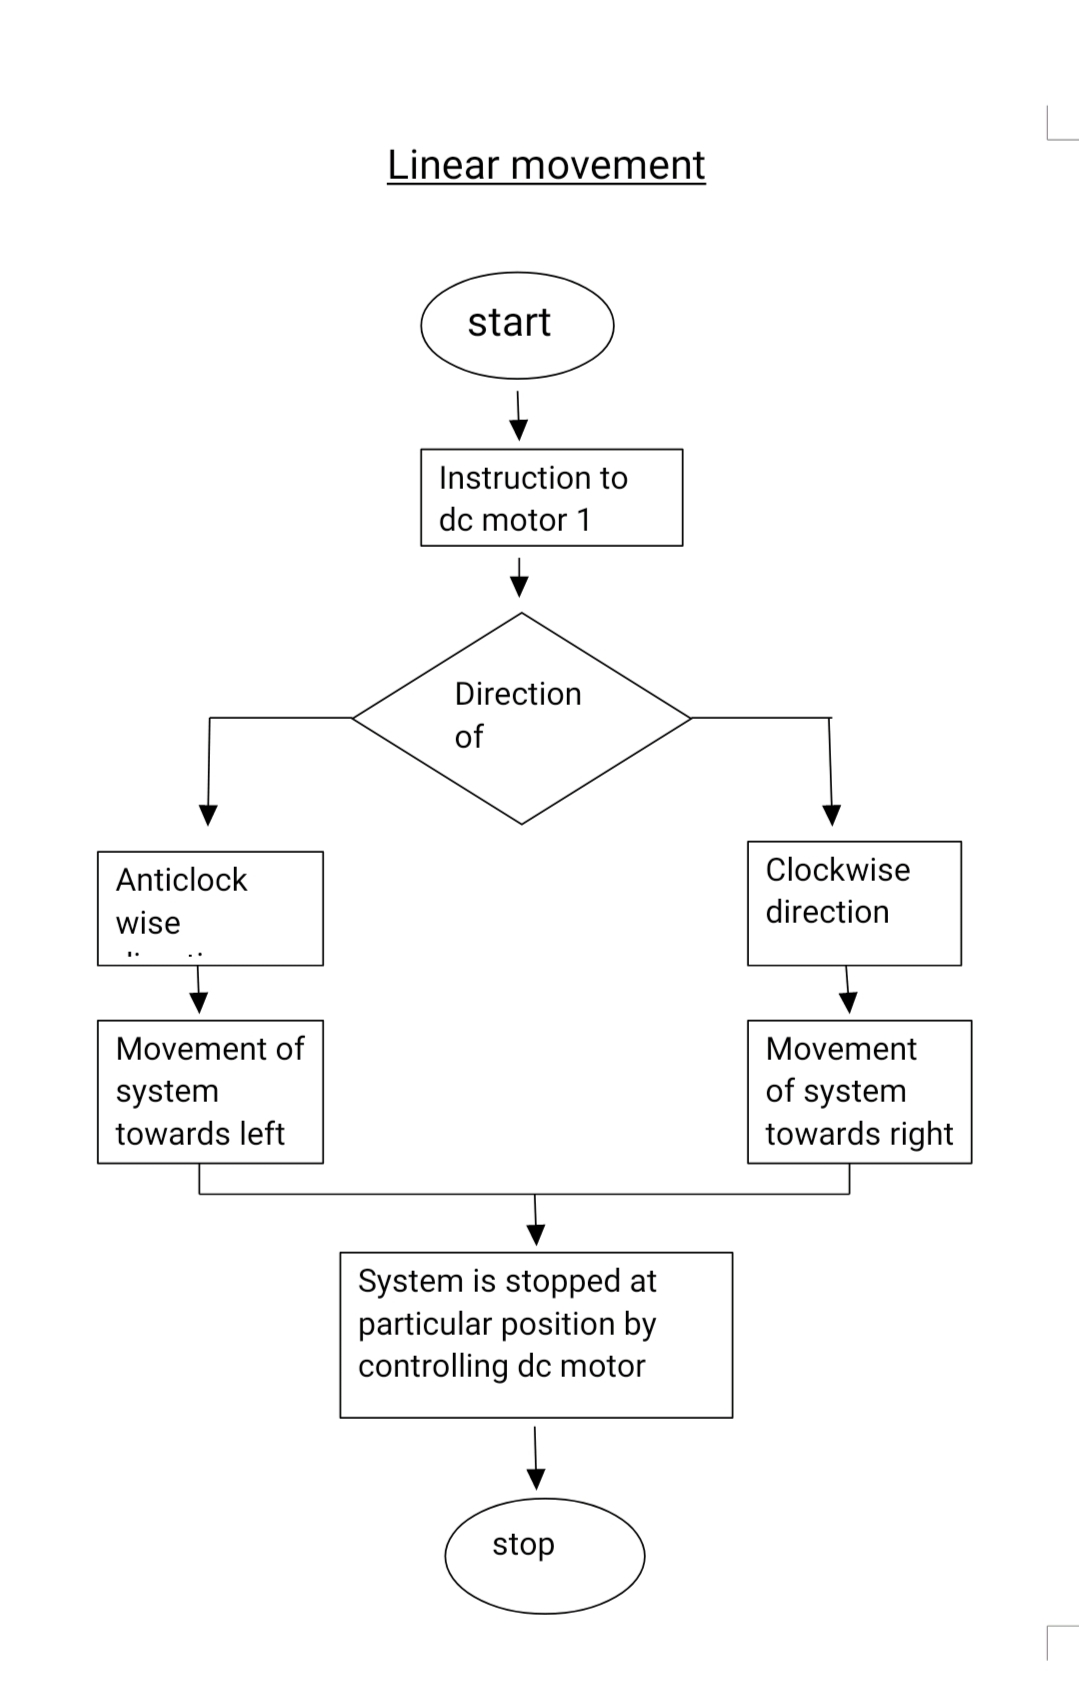 Linear movement
start
Instruction to
dc motor 1
Direction
of
Anticlock
wise
Clockwise
direction
Movement of
system
towards left
Movement
of system
towards right
System is stopped at
particular position by
controlling dc motor
stop